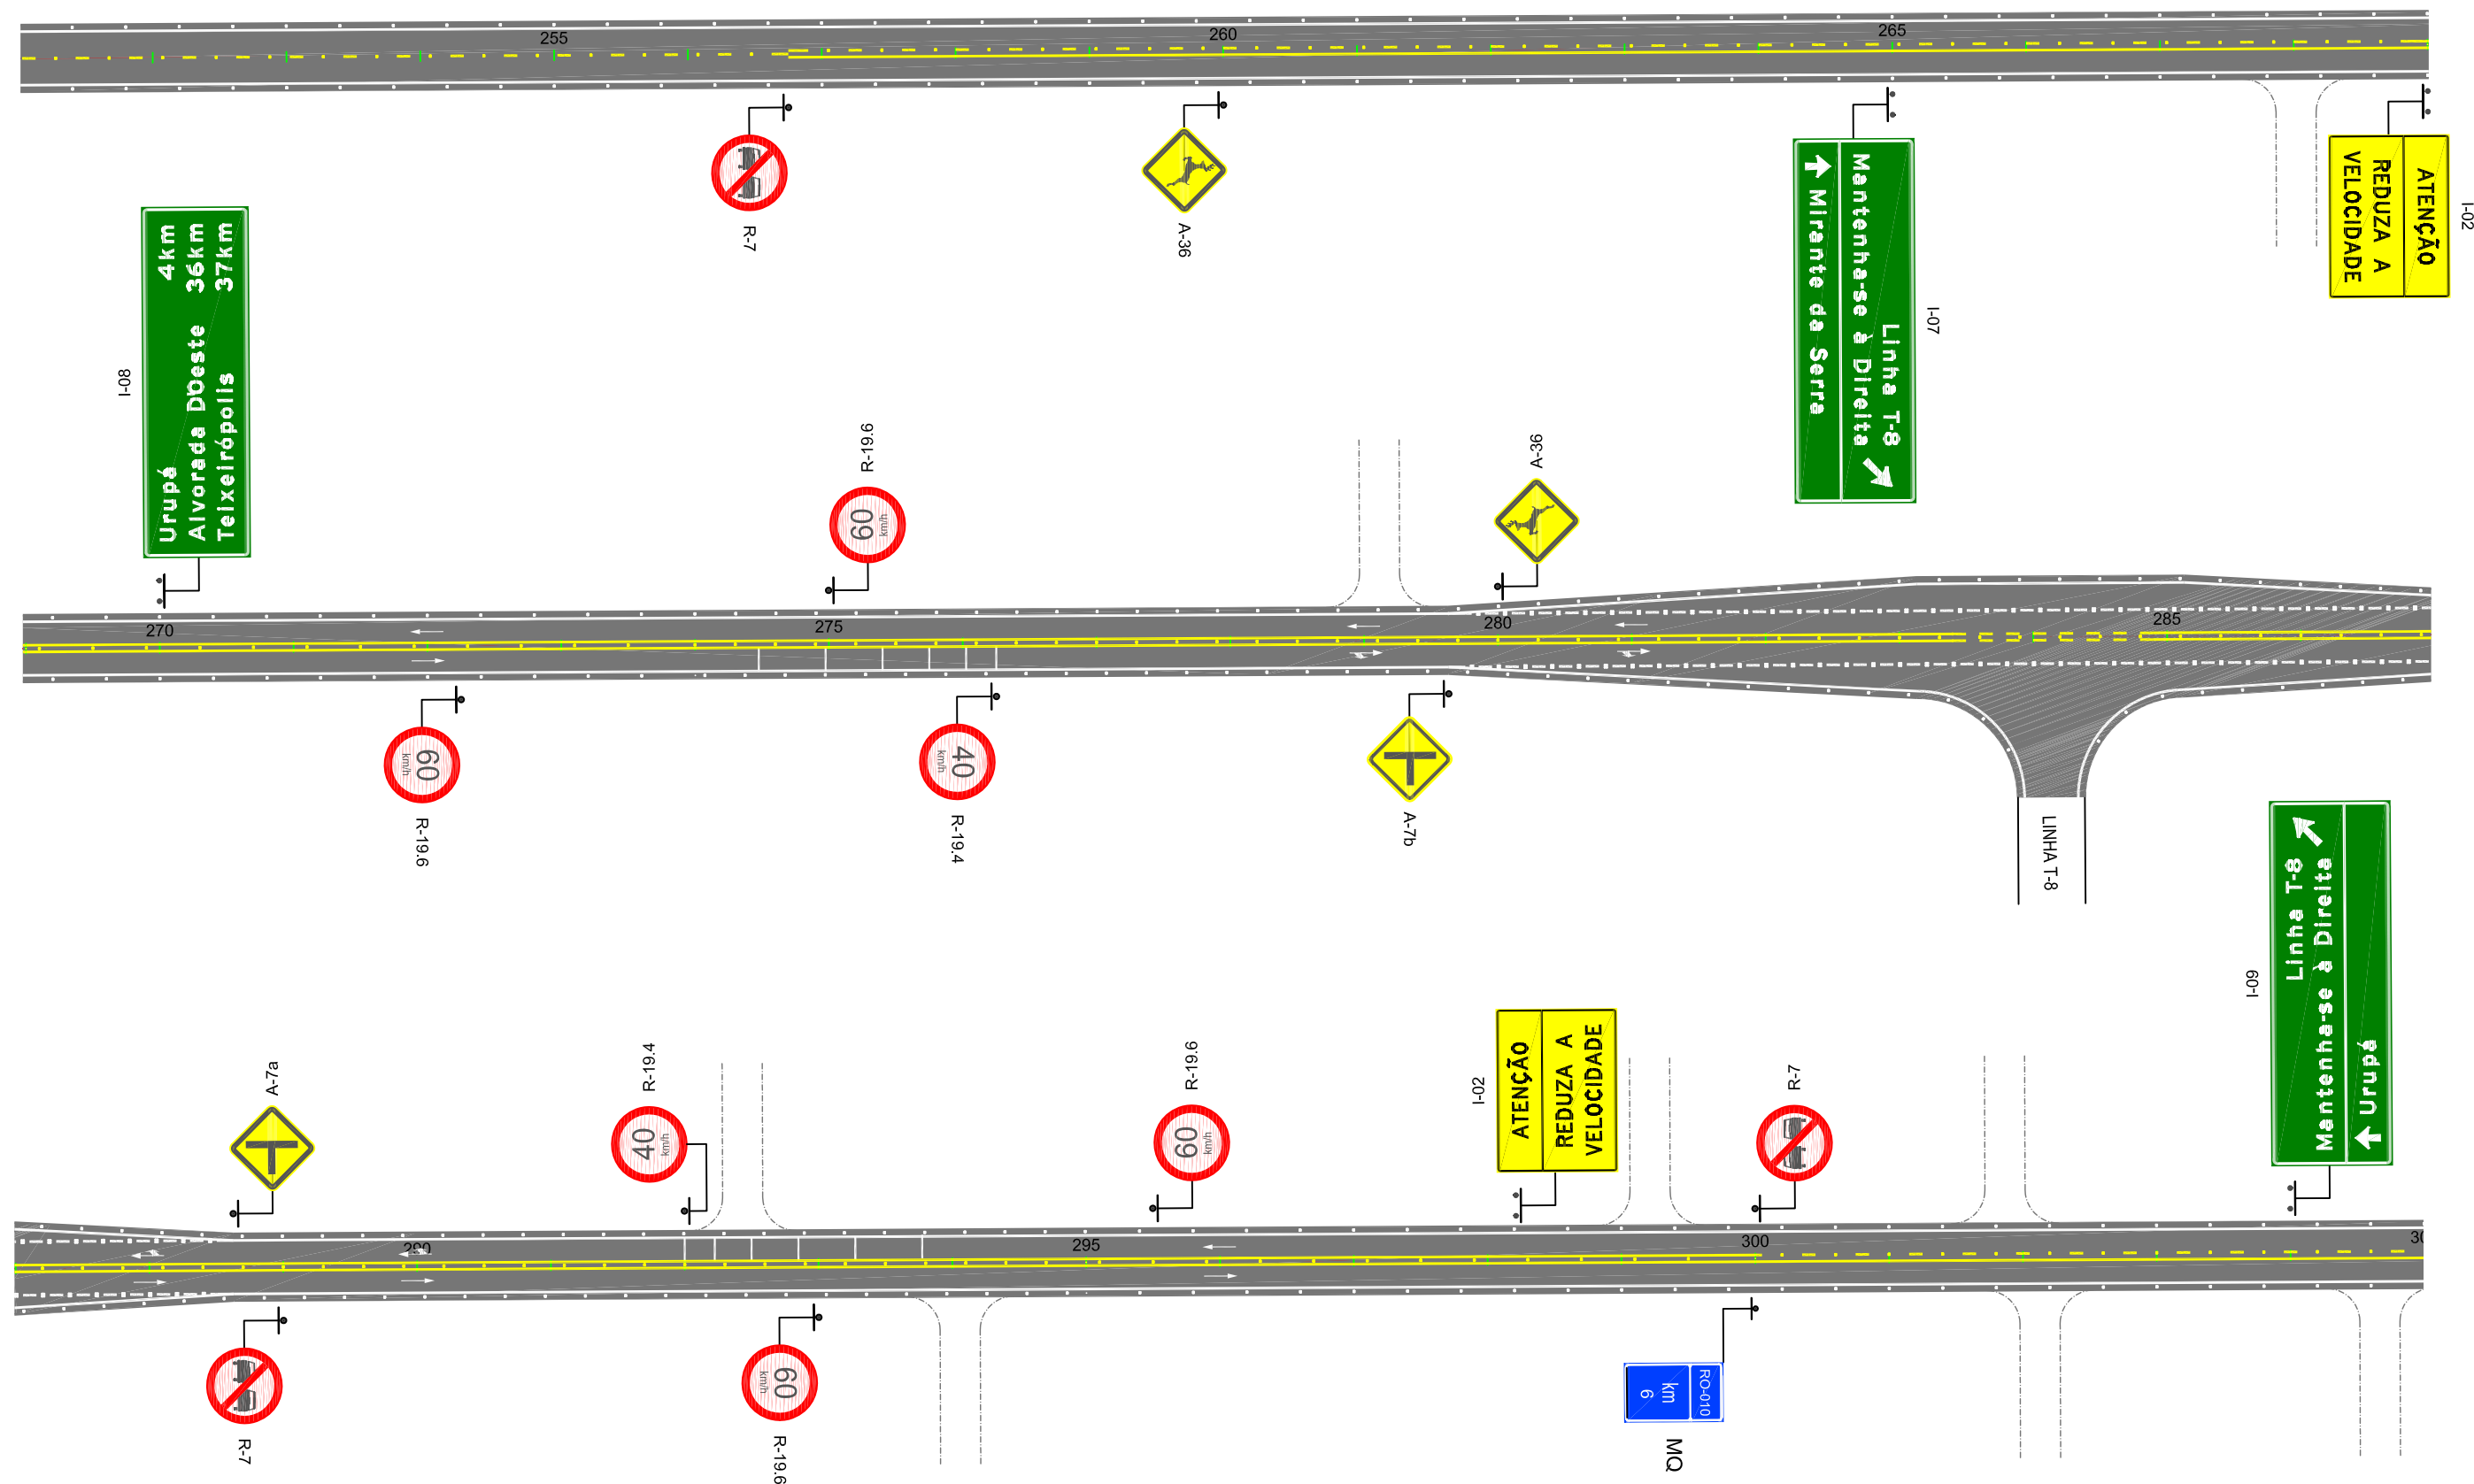 255
260
265
R-7
A-36
Linha T-8
Mantenha-se à Direita
Mirante da Serra
I-07
ATENÇÃO
REDUZA A
VELOCIDADE
I-02
I-08
Urupá 4km
Alvorada DOeste 36km
Teixeirópolis 37km
R-19.6
60
km/h
A-36
270
275
280
285
60
km/h
R-19.6
40
km/h
R-19.4
A-7b
LINHA T-8
I-09
Linha T-8
Mantenha-se à Direita
Urupá
A-7a
R-19.4
40
km/h
R-19.6
60
km/h
I-02
ATENÇÃO
REDUZA A
VELOCIDADE
R-7
290
295
300
R-7
60
km/h
R-19.6
RO-010
km
6
MQ